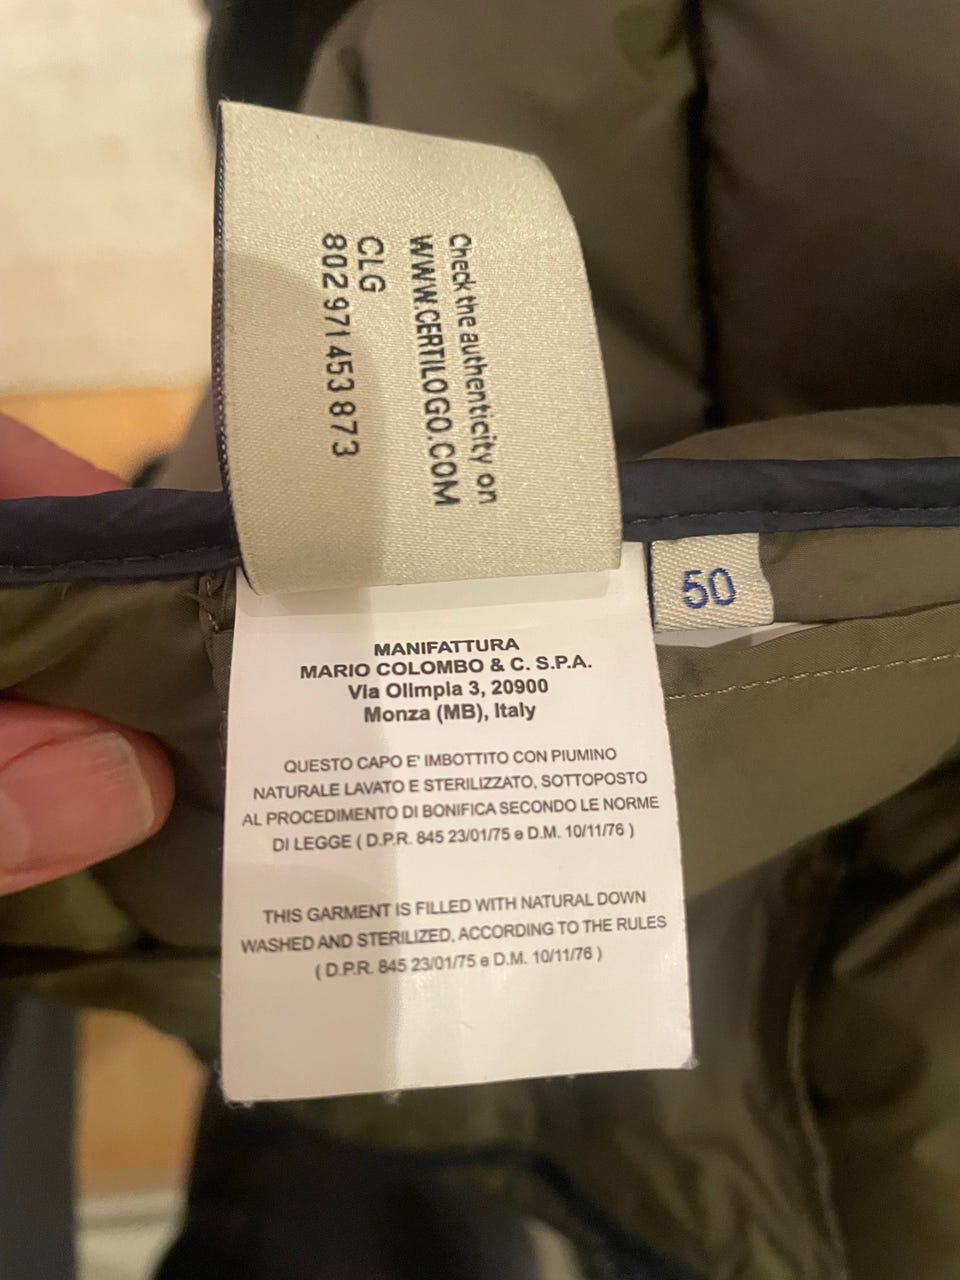 Check the authenticity on
WWW.CERTILOGO.COM
CLG
802 971 453 873
50
MANIFATTURA
MARIO COLOMBO & C. S.P.A.
Via Olimpia 3, 20900
Monza (MB), Italy
QUESTO CAPO E' IMBOTTITO CON PIUMINO
NATURALE LAVATO E STERILIZZATO, SOTTOPOSTO
AL PROCEDIMENTO DI BONIFICA SECONDO LE NORME
DI LEGGE ( D.P.R. 845 23/01/75 e D.M. 10/11/76 )
THIS GARMENT IS FILLED WITH NATURAL DOWN
WASHED AND STERILIZED, ACCORDING TO THE RULES
( D.P.R. 845 23/01/75 e D.M. 10/11/76 )